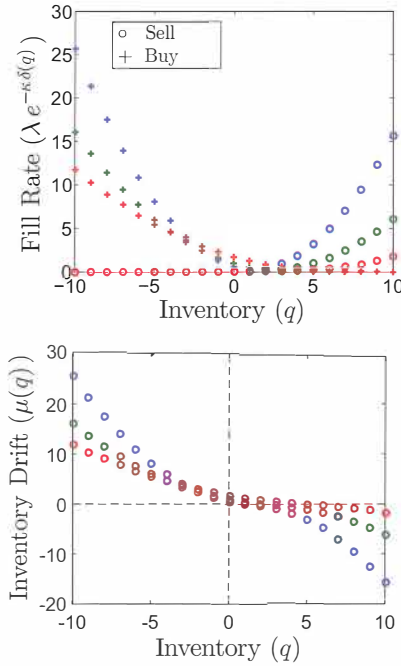 30
25
20
15
10
5
0
Fill Rate (λ e^{-κδ(q)})
○ Sell
+ Buy
-10 -5 0 5 10
Inventory (q)
30
20
10
0
-10
-20
Inventory Drift (μ(q))
-10 -5 0 5 10
Inventory (q)